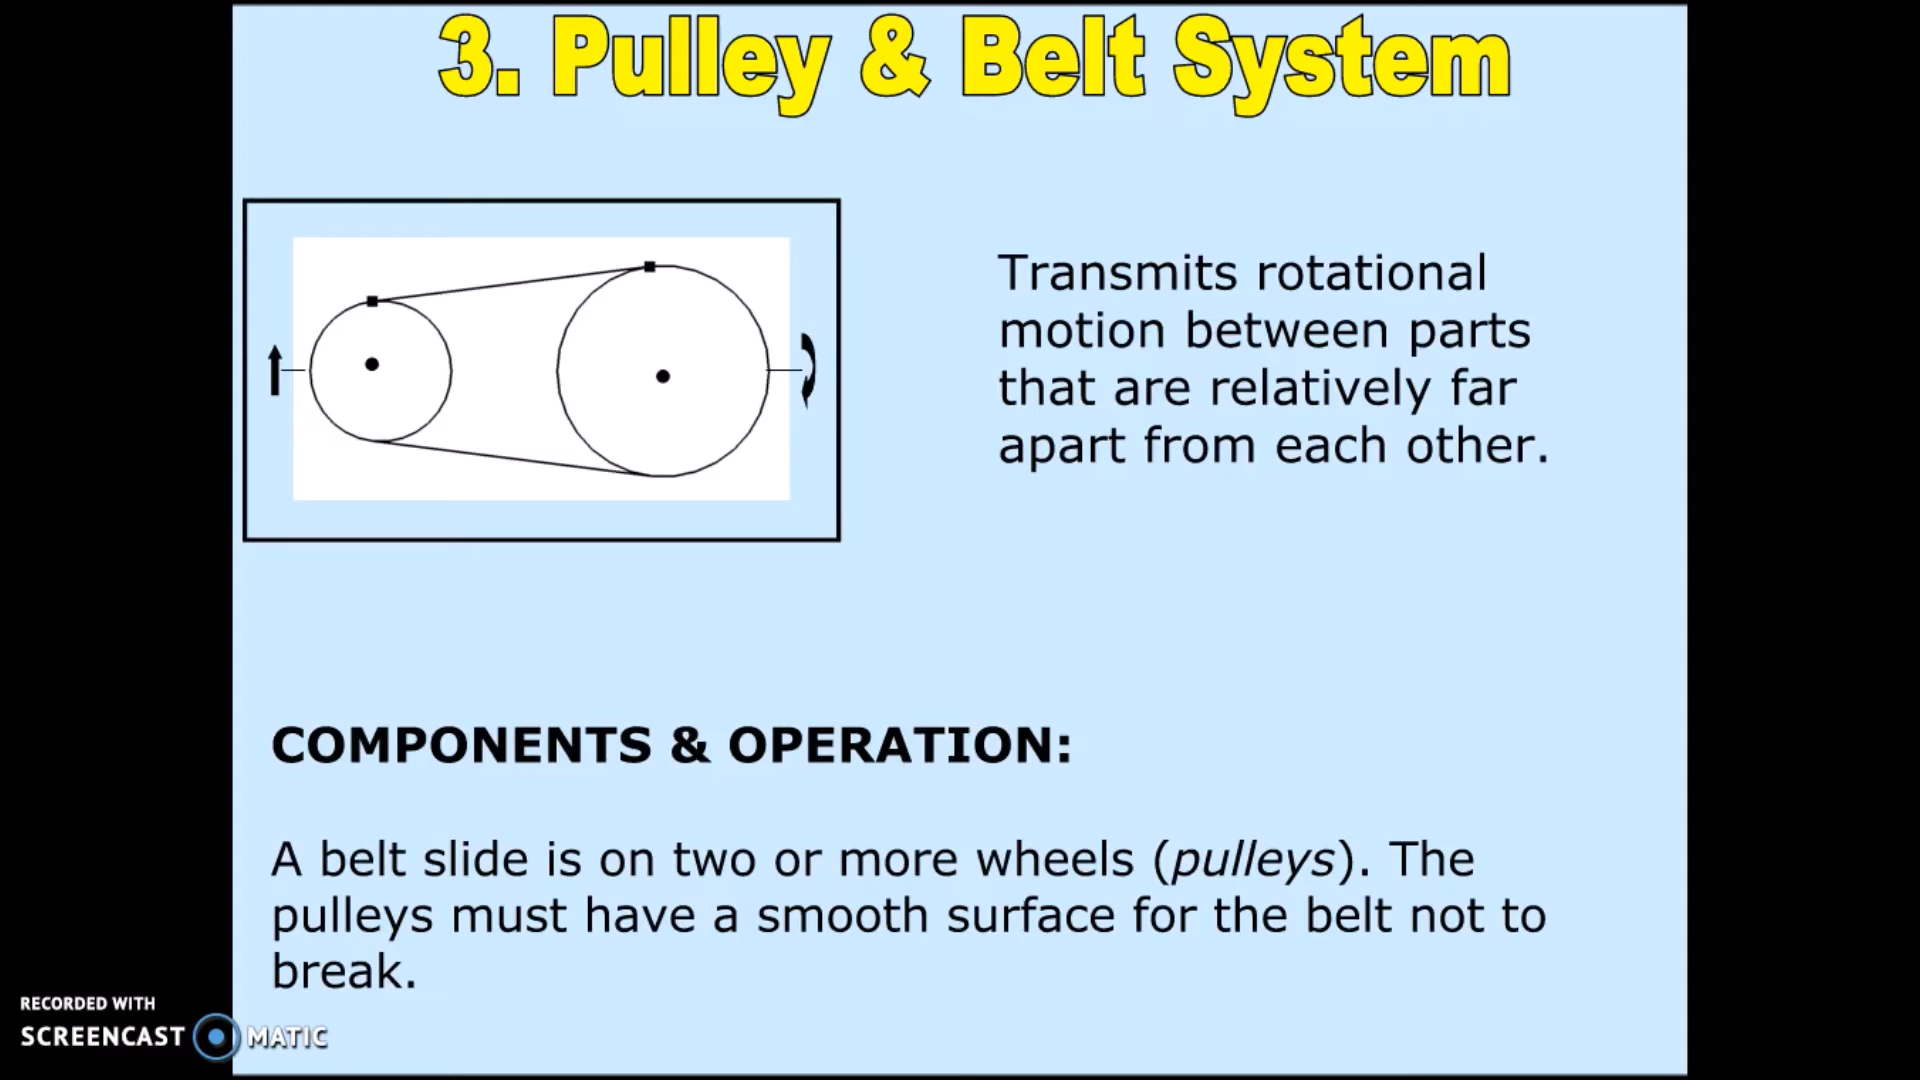 3. Pulley & Belt System
Transmits rotational
motion between parts
that are relatively far
apart from each other.
COMPONENTS & OPERATION:
A belt slide is on two or more wheels (pulleys). The
pulleys must have a smooth surface for the belt not to
break.
RECORDED WITH
SCREENCAST MATIC